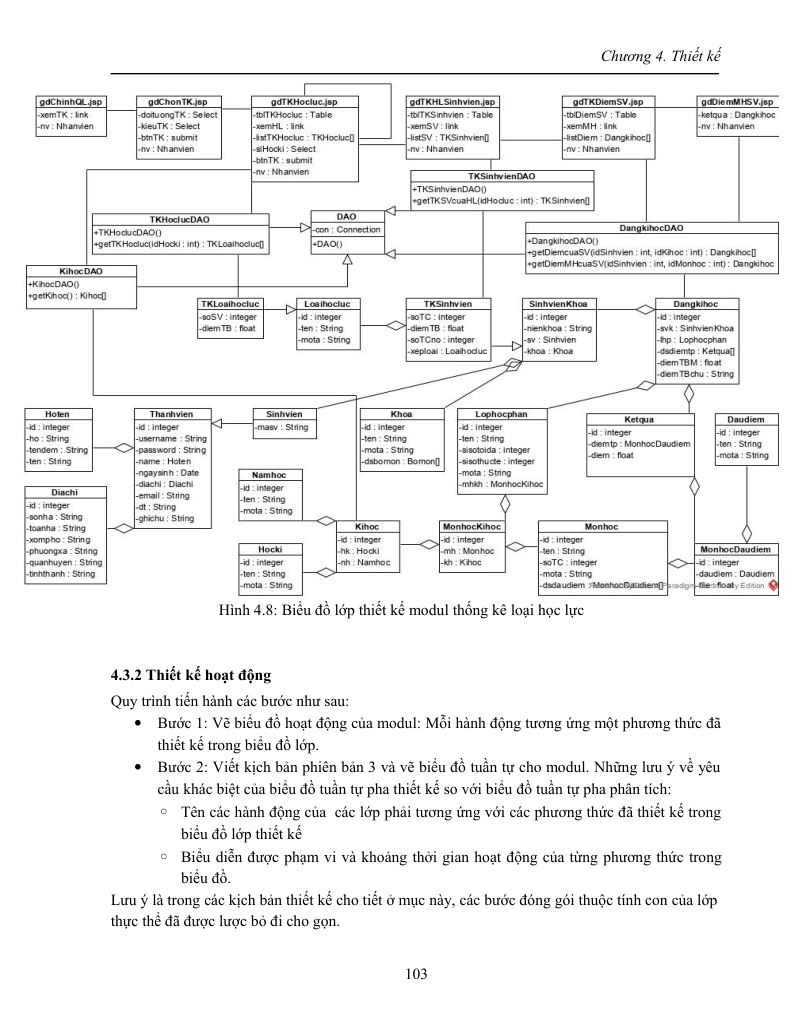 Chương 4. Thiết kế
gdChinhQL.jsp
-xemTK : link
-nv : Nhanvien
gdChonTK.jsp
-doituongTK : Select
-kieuTK : Select
-btnTK : submit
-nv : Nhanvien
gdTKHocluc.jsp
-tblTKHocluc : Table
-xemHL : link
-listTKHocluc : TKHocluc[]
-slHocki : Select
-btnTK : submit
-nv : Nhanvien
gdTKHLSinhvien.jsp
-tblTKSinhvien : Table
-xemSV : link
-listSV : TKSinhvien[]
-nv : Nhanvien
gdTKDiemSV.jsp
-tblDiemSV : Table
-xemMH : link
-listDiem : Dangkihoc[]
-nv : Nhanvien
gdDiemMHSV.jsp
-ketqua : Dangkihoc
-nv : Nhanvien
TKSinhvienDAO
+TKSinhvienDAO()
+getTKSVcuaHL(idHocluc : int) : TKSinhvien[]
TKHoclucDAO
+TKHoclucDAO()
+getTKHocluc(idHocki : int) : TKLoaihocluc[]
DAO
-con : Connection
+DAO()
DangkihocDAO
+DangkihocDAO()
+getDiemcuaSV(idSinhvien : int, idKihoc : int) : Dangkihoc[]
+getDiemMHcuaSV(idSinhvien : int, idMonhoc : int) : Dangkihoc
KihocDAO
+KihocDAO()
+getKihoc() : Kihoc[]
TKLoaihocluc
-soSV : integer
-diemTB : float
Loaihocluc
-id : integer
-ten : String
-mota : String
TKSinhvien
-soTC : integer
-diemTB : float
-soTCno : integer
-xeploai : Loaihocluc
SinhvienKhoa
-id : integer
-nienkhoa : String
-sv : Sinhvien
-khoa : Khoa
Dangkihoc
-id : integer
-svk : SinhvienKhoa
-lhp : Lophocphan
-dsdiemtp : Ketqua[]
-diemTBM : float
-diemTBchu : String
Hoten
-id : integer
-ho : String
-tendem : String
-ten : String
Thanhvien
-id : integer
-username : String
-password : String
-name : Hoten
-ngaysinh : Date
-diachi : Diachi
-email : String
-dt : String
-ghichu : String
Sinhvien
-masv : String
Khoa
-id : integer
-ten : String
-mota : String
-dsbomon : Bomon[]
Lophocphan
-id : integer
-ten : String
-sisotoida : integer
-sisothucte : integer
-mota : String
-mhkh : MonhocKihoc
Ketqua
-id : integer
-diemtp : MonhocDaudiem
-diem : float
Daudiem
-id : integer
-ten : String
-mota : String
Diachi
-id : integer
-sonha : String
-toanha : String
-xompho : String
-phuongxa : String
-quanhuyen : String
-tinhthanh : String
Namhoc
-id : integer
-ten : String
-mota : String
Hocki
-id : integer
-ten : String
-mota : String
Kihoc
-id : integer
-hk : Hocki
-nh : Namhoc
MonhocKihoc
-id : integer
-mh : Monhoc
-kh : Kihoc
Monhoc
-id : integer
-ten : String
-soTC : integer
-mota : String
-dsdaudiem : MonhocDaudiem[]
MonhocDaudiem
-id : integer
-daudiem : Daudiem
Hình 4.8: Biểu đồ lớp thiết kế modul thống kê loại học lực
4.3.2 Thiết kế hoạt động
Quy trình tiến hành các bước như sau:
• Bước 1: Vẽ biểu đồ hoạt động của modul: Mỗi hành động tương ứng một phương thức đã
thiết kế trong biểu đồ lớp.
• Bước 2: Viết kịch bản phiên bản 3 và vẽ biểu đồ tuần tự cho modul. Những lưu ý về yêu
cầu khác biệt của biểu đồ tuần tự pha thiết kế so với biểu đồ tuần tự pha phân tích:
◦ Tên các hành động của các lớp phải tương ứng với các phương thức đã thiết kế trong
biểu đồ lớp thiết kế
◦ Biểu diễn được phạm vi và khoảng thởi gian hoạt động của từng phương thức trong
biểu đồ.
Lưu ý là trong các kịch bản thiết kế cho tiết ở mục này, các bước đóng gói thuộc tính con của lớp
thực thể đã được lược bỏ đi cho gọn.
103